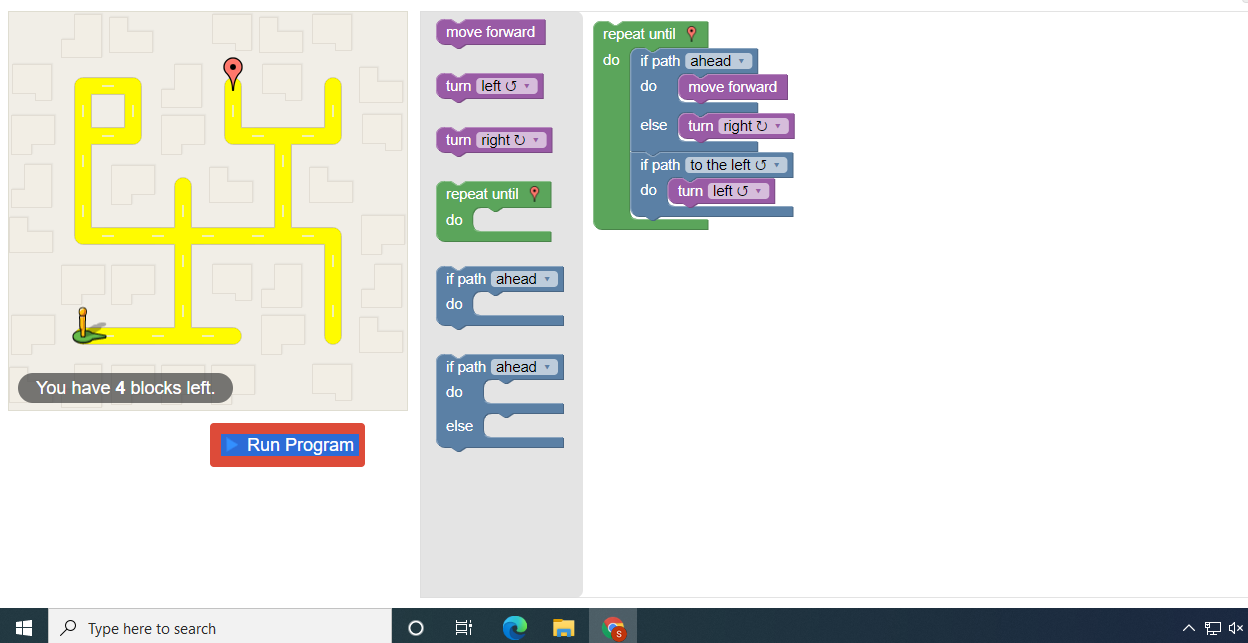 You have 4 blocks left.
Run Program
move forward
turn left ↺ ▾
turn right ↻ ▾
repeat until
do
if path ahead ▾
do
if path ahead ▾
do
else
repeat until
do
if path ahead ▾
do
move forward
else
turn right ↻ ▾
if path to the left ↺ ▾
do
turn left ↺ ▾
Type here to search
S